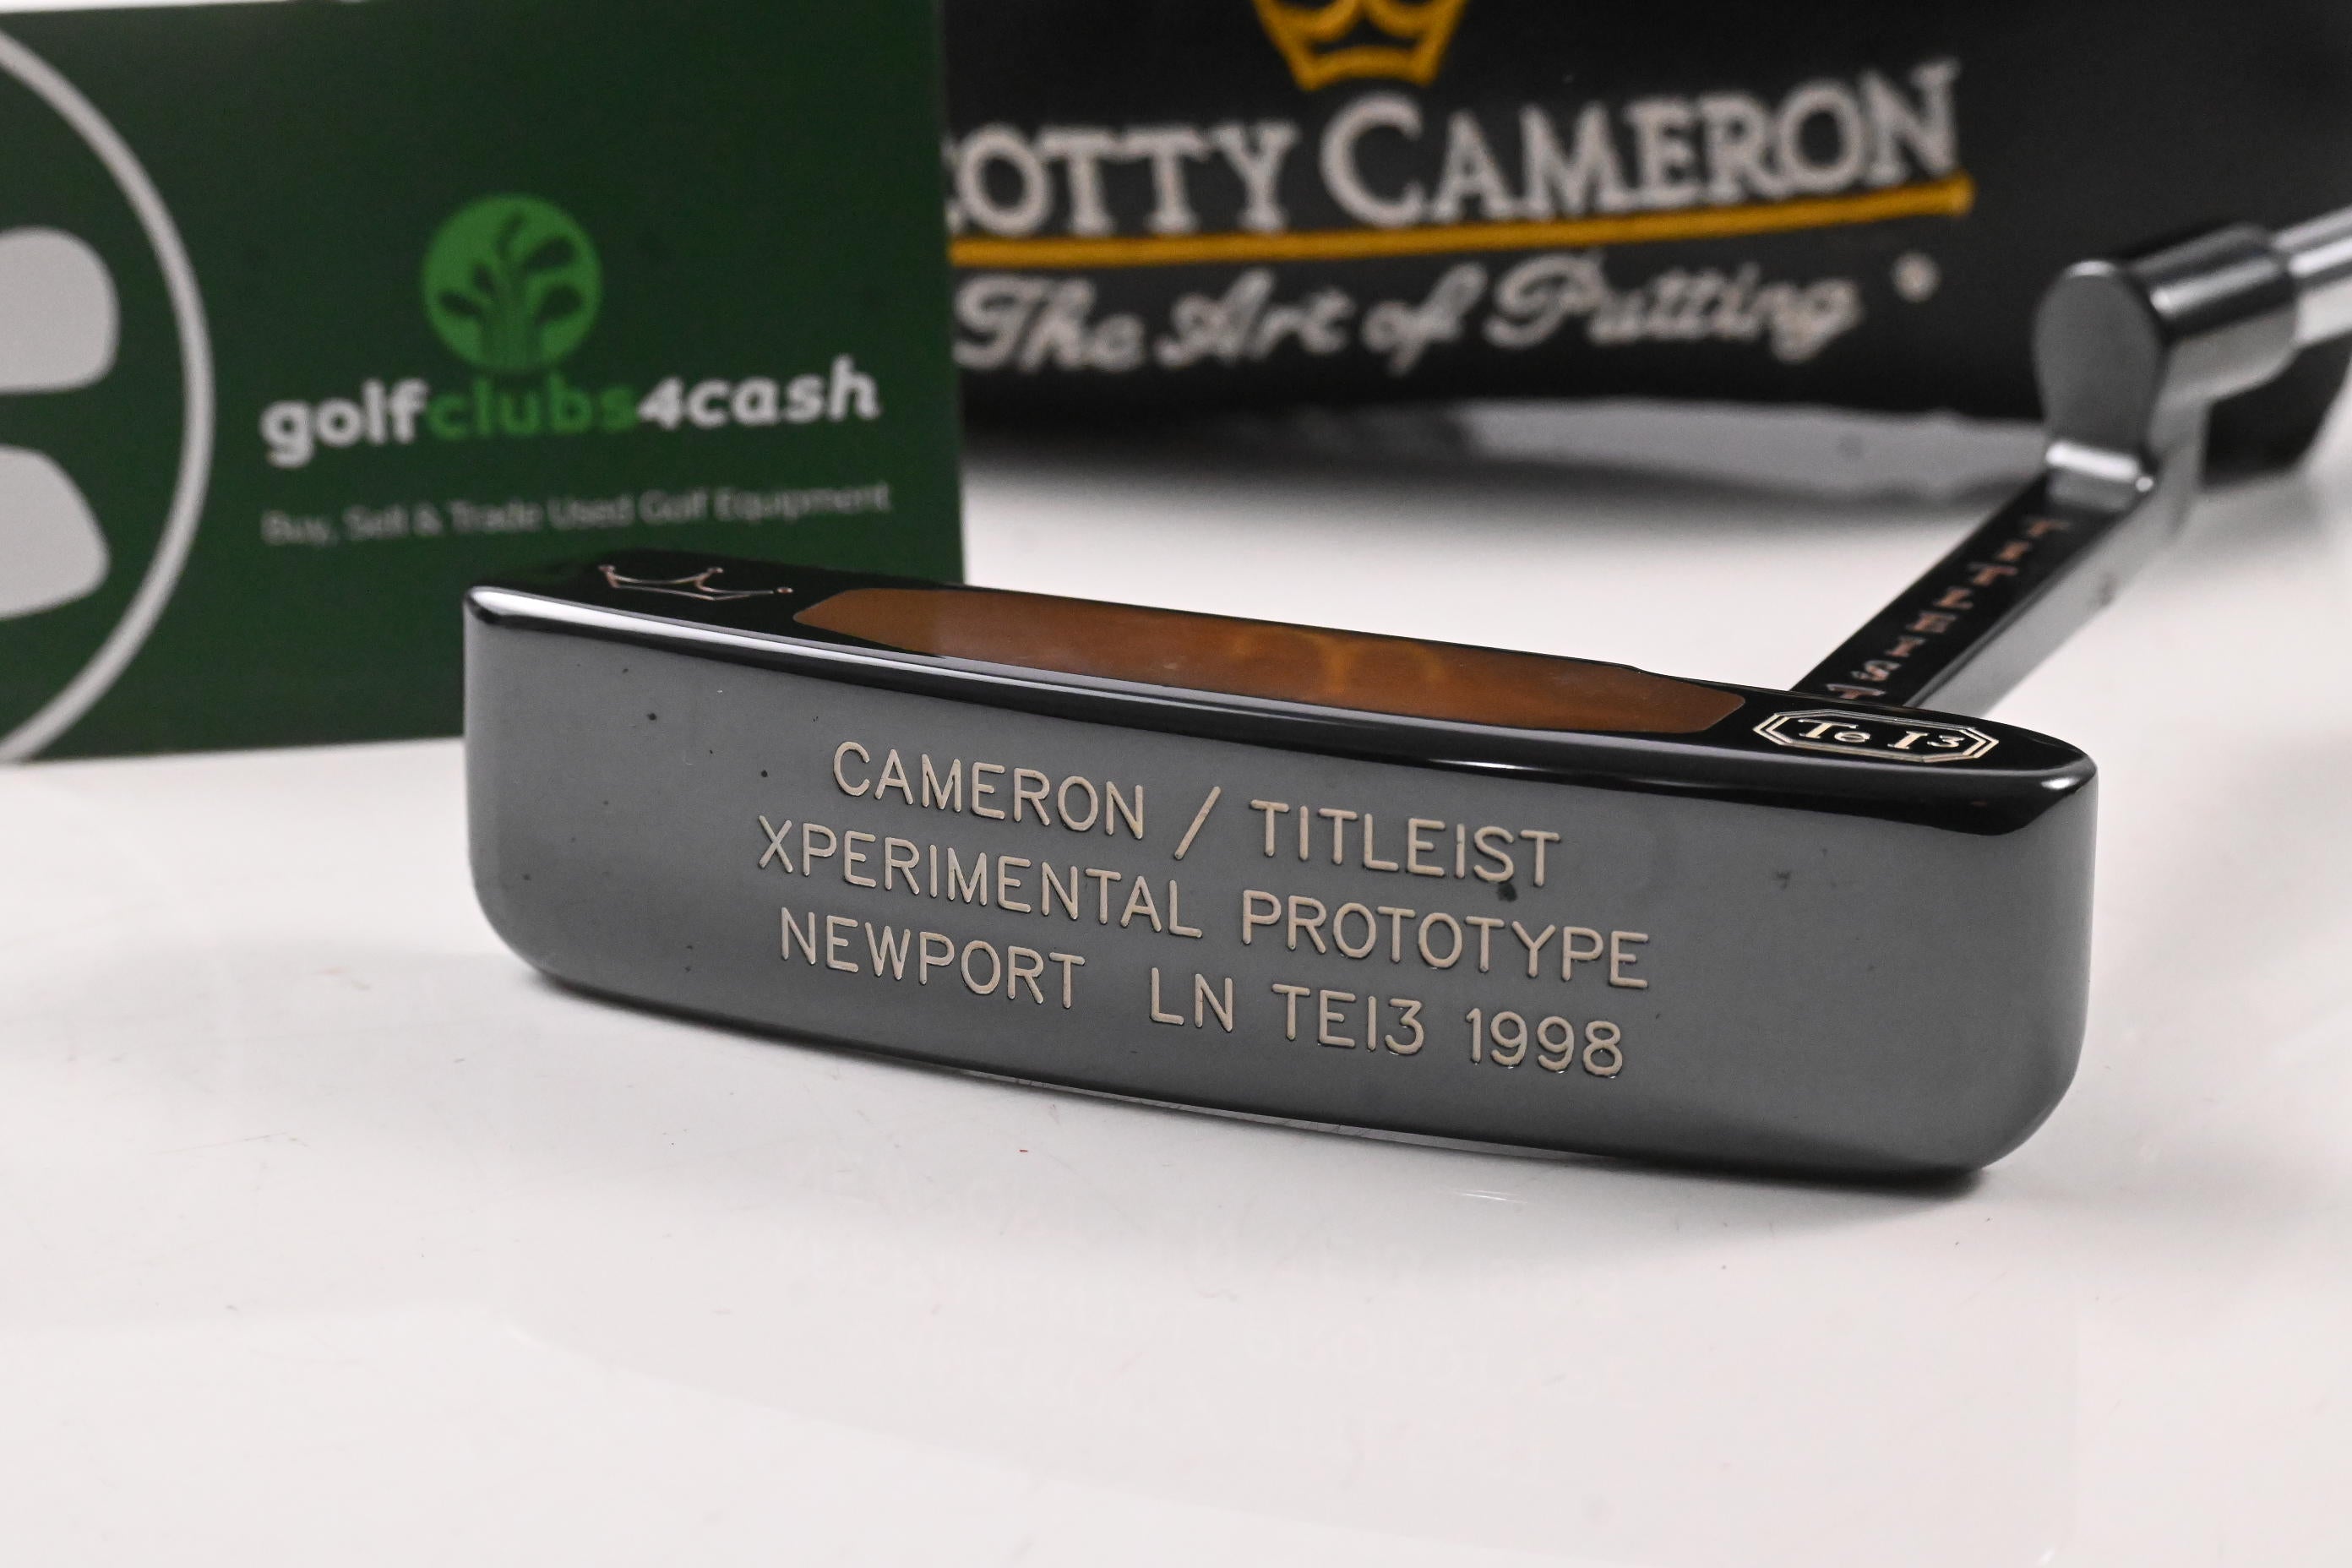 COTTY CAMERON
The Art of Putting
golfclubs4cash
Buy, Sell & Trade Used Golf Equipment
TITLEIST
Te I3
CAMERON / TITLEIST
XPERIMENTAL PROTOTYPE
NEWPORT LN TEI3 1998